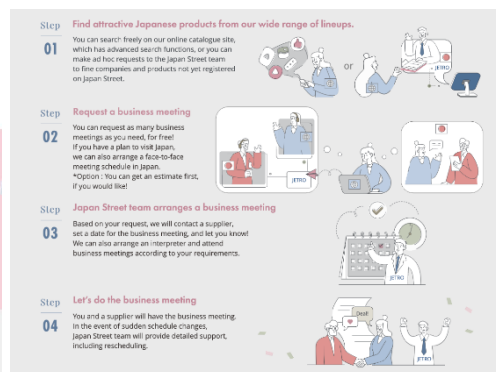 Step
01
Find attractive Japanese products from our wide range of lineups.
You can search freely on our online catalogue site,
which has advanced search functions, or you can
make ad hoc requests to the Japan Street team
to fine companies and products not yet registered
on Japan Street.
or
JETRO
Step
02
Request a business meeting
You can request as many business
meetings as you need, for free!
If you have a plan to visit Japan,
we can also arrange a face-to-face
meeting schedule in Japan.
*Option : You can get an estimate first,
if you would like!
JETRO
Step
03
Japan Street team arranges a business meeting
Based on your request, we will contact a supplier,
set a date for the business meeting, and let you know!
We can also arrange an interpreter and attend
business meetings according to your requirements.
JETRO
Step
04
Let's do the business meeting
You and a supplier will have the business meeting.
In the event of sudden schedule changes,
Japan Street team will provide detailed support,
including rescheduling.
Deal!
JETRO